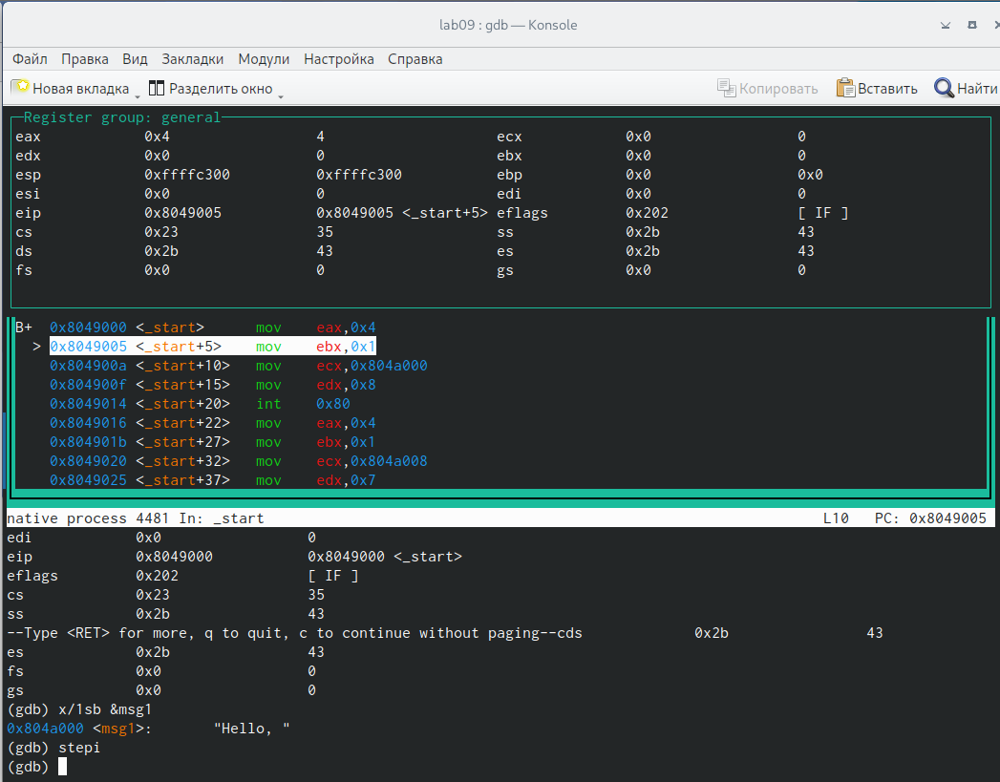 lab09 : gdb — Konsole
Файл Правка Вид Закладки Модули Настройка Справка
Новая вкладка Разделить окно Копировать Вставить Найти
Register group: general
eax 0x4 4 ecx 0x0 0
edx 0x0 0 ebx 0x0 0
esp 0xffffc300 0xffffc300 ebp 0x0 0x0
esi 0x0 0 edi 0x0 0
eip 0x8049005 0x8049005 <_start+5> eflags 0x202 [ IF ]
cs 0x23 35 ss 0x2b 43
ds 0x2b 43 es 0x2b 43
fs 0x0 0 gs 0x0 0
B+ 0x8049000 <_start> mov eax,0x4
> 0x8049005 <_start+5> mov ebx,0x1
0x804900a <_start+10> mov ecx,0x804a000
0x804900f <_start+15> mov edx,0x8
0x8049014 <_start+20> int 0x80
0x8049016 <_start+22> mov eax,0x4
0x804901b <_start+27> mov ebx,0x1
0x8049020 <_start+32> mov ecx,0x804a008
0x8049025 <_start+37> mov edx,0x7
native process 4481 In: _start L10 PC: 0x8049005
edi 0x0 0
eip 0x8049000 0x8049000 <_start>
eflags 0x202 [ IF ]
cs 0x23 35
ss 0x2b 43
--Type <RET> for more, q to quit, c to continue without paging--cds 0x2b 43
es 0x2b 43
fs 0x0 0
gs 0x0 0
(gdb) x/1sb &msg1
0x804a000 <msg1>: "Hello, "
(gdb) stepi
(gdb)